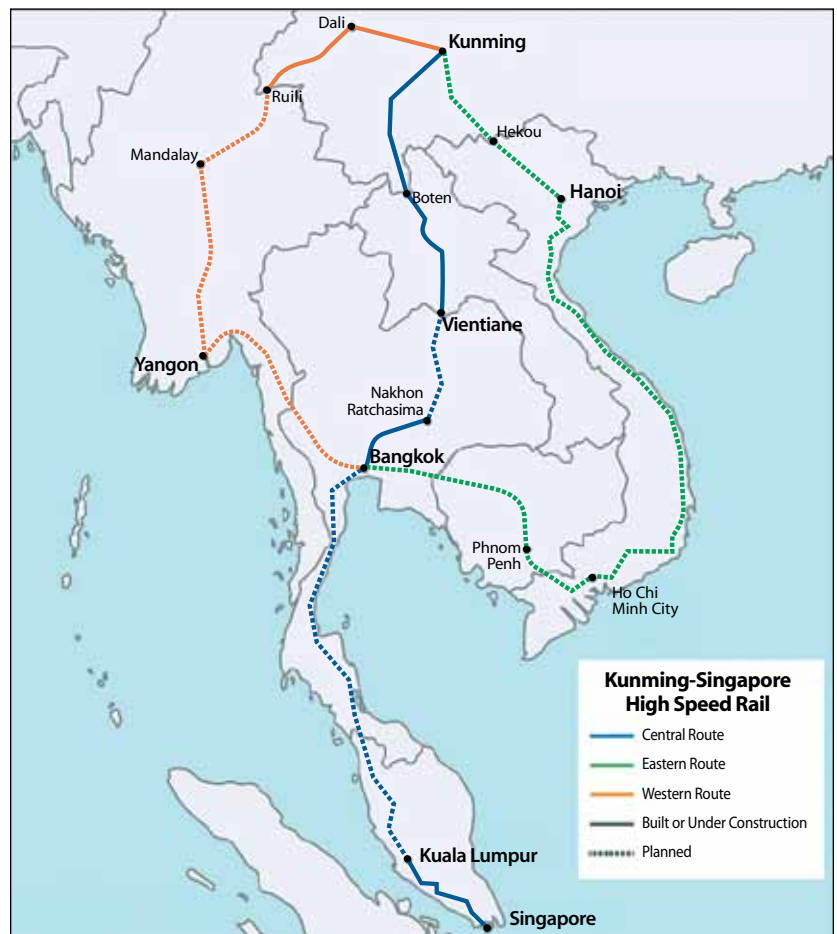 Dali
Kunming
Ruili
Hekou
Mandalay
Boten
Hanoi
Vientiane
Yangon
Nakhon
Ratchasima
Bangkok
Phnom
Penh
Ho Chi
Minh City
Kunming-Singapore
High Speed Rail
Central Route
Eastern Route
Western Route
Built or Under Construction
Planned
Kuala Lumpur
Singapore